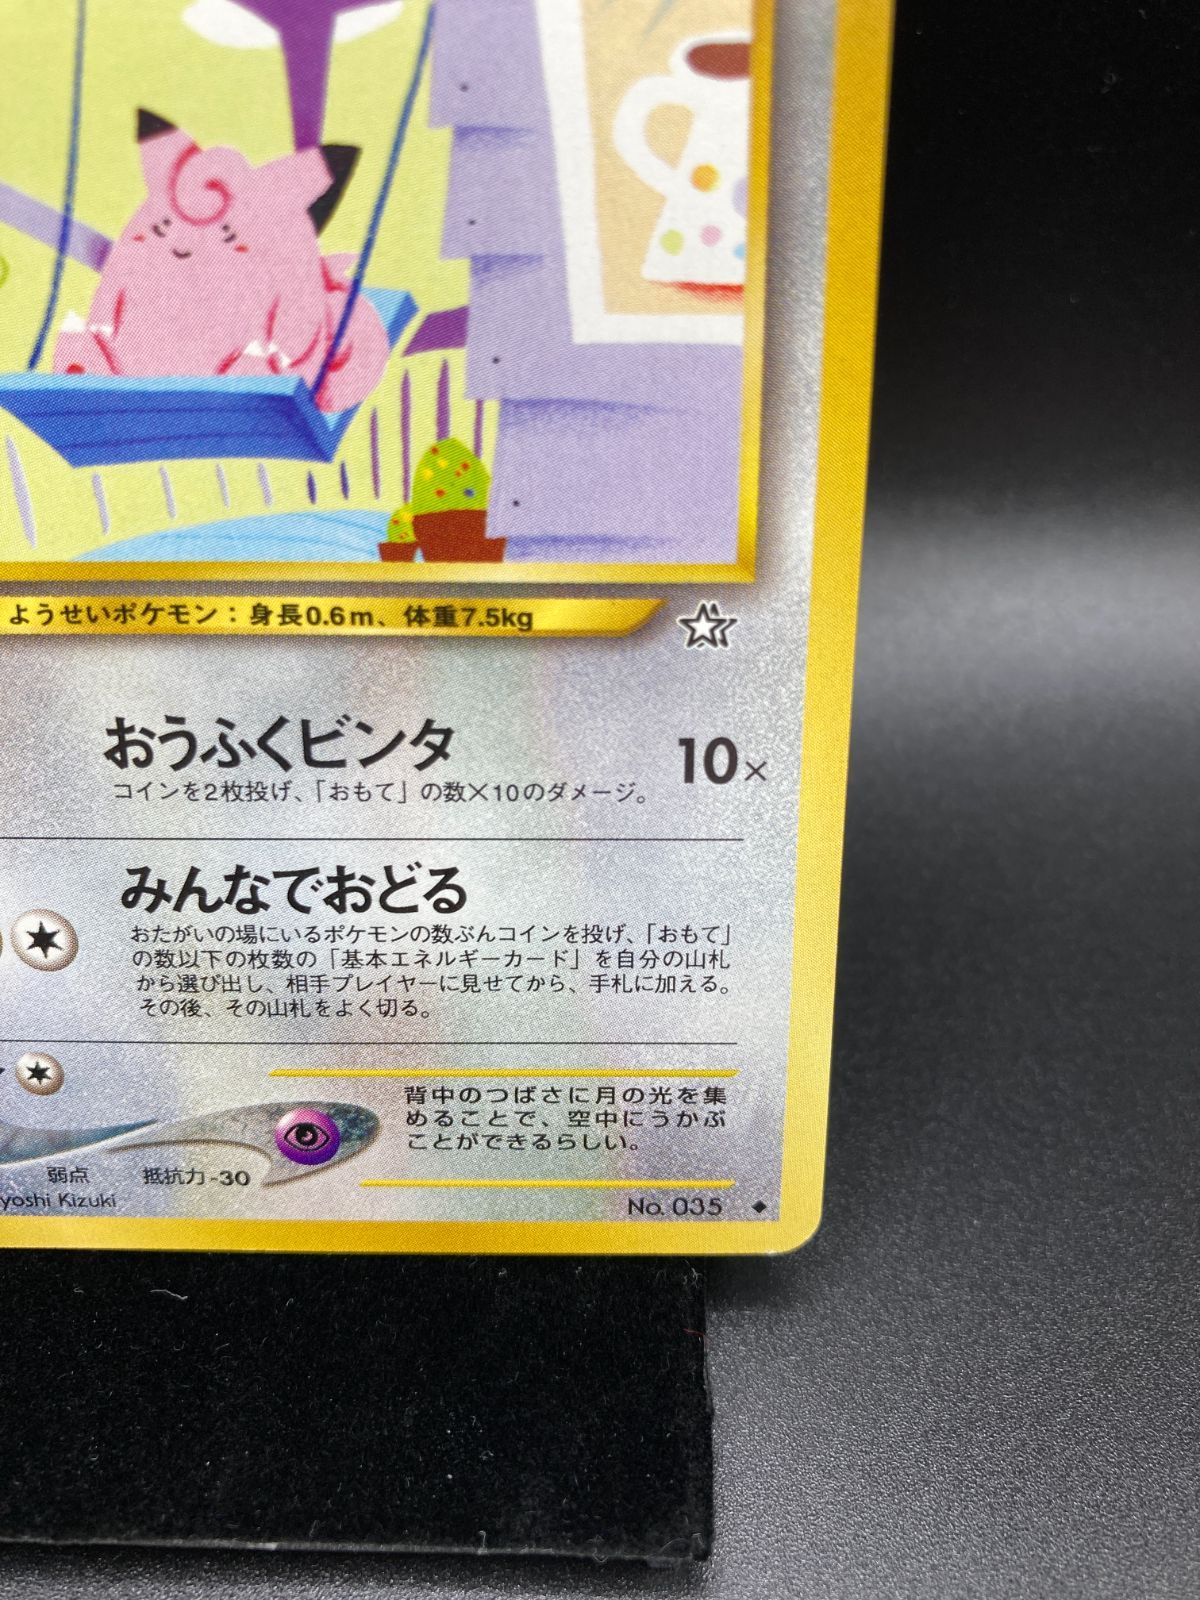 ようせいポケモン：身長0.6m、体重7.5kg
おうふくビンタ
10×
コインを2枚投げ、「おもて」の数×10のダメージ。
みんなでおどる
おたがいの場にいるポケモンの数ぶんコインを投げ、「おもて」
の数以下の枚数の「基本エネルギーカード」を自分の山札
から選び出し、相手プレイヤーに見せてから、手札に加える。
その後、その山札をよく切る。
背中のつばさに月の光を集
めることで、空中にうかぶ
ことができるらしい。
弱点 抵抗力-30
yoshi Kizuki
No. 035 ◆